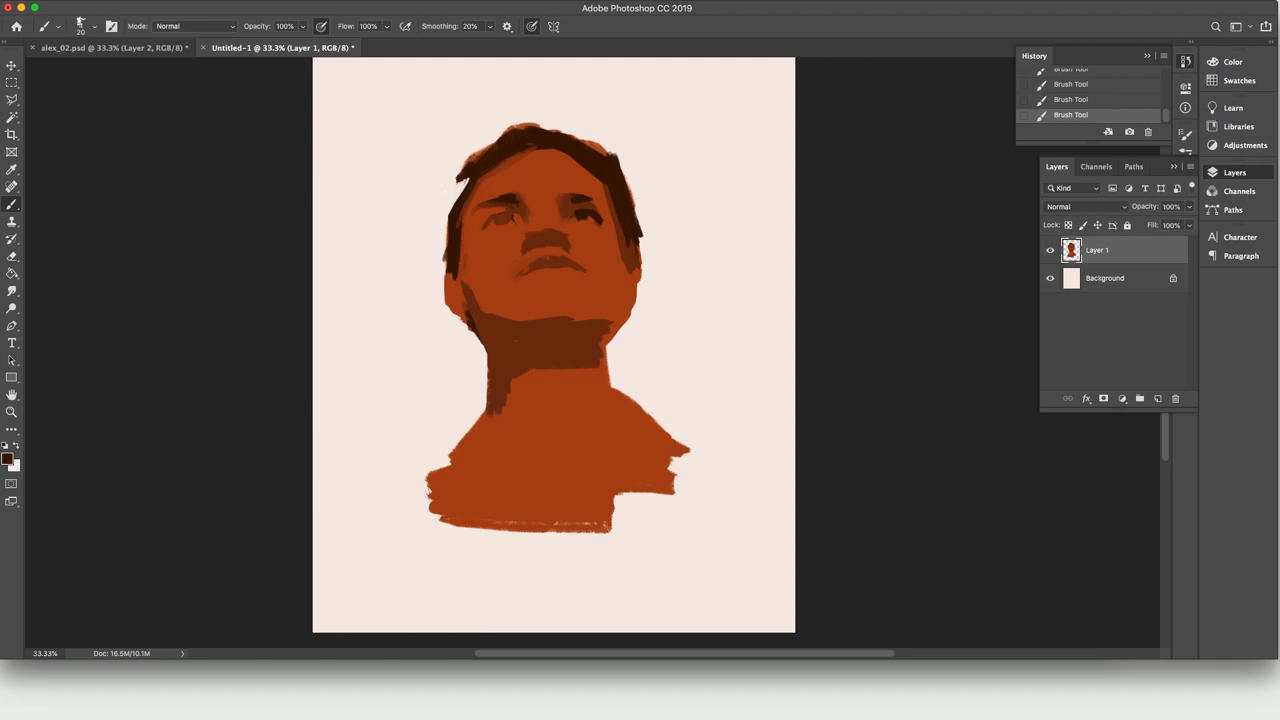 Adobe Photoshop CC 2019
20
Mode: Normal
Opacity: 100%
Flow: 100%
Smoothing: 20%
alex_02.psd @ 33.3% (Layer 2, RGB/8) *
Untitled-1 @ 33.3% (Layer 1, RGB/8) *
History
Brush Tool
Brush Tool
Brush Tool
Brush Tool
Color
Swatches
Learn
Libraries
Adjustments
Layers
Channels
Paths
Character
Paragraph
Layers Channels Paths
Kind
Normal
Opacity: 100%
Lock:
Fill: 100%
Layer 1
Background
33.33%
Doc: 16.5M/10.1M